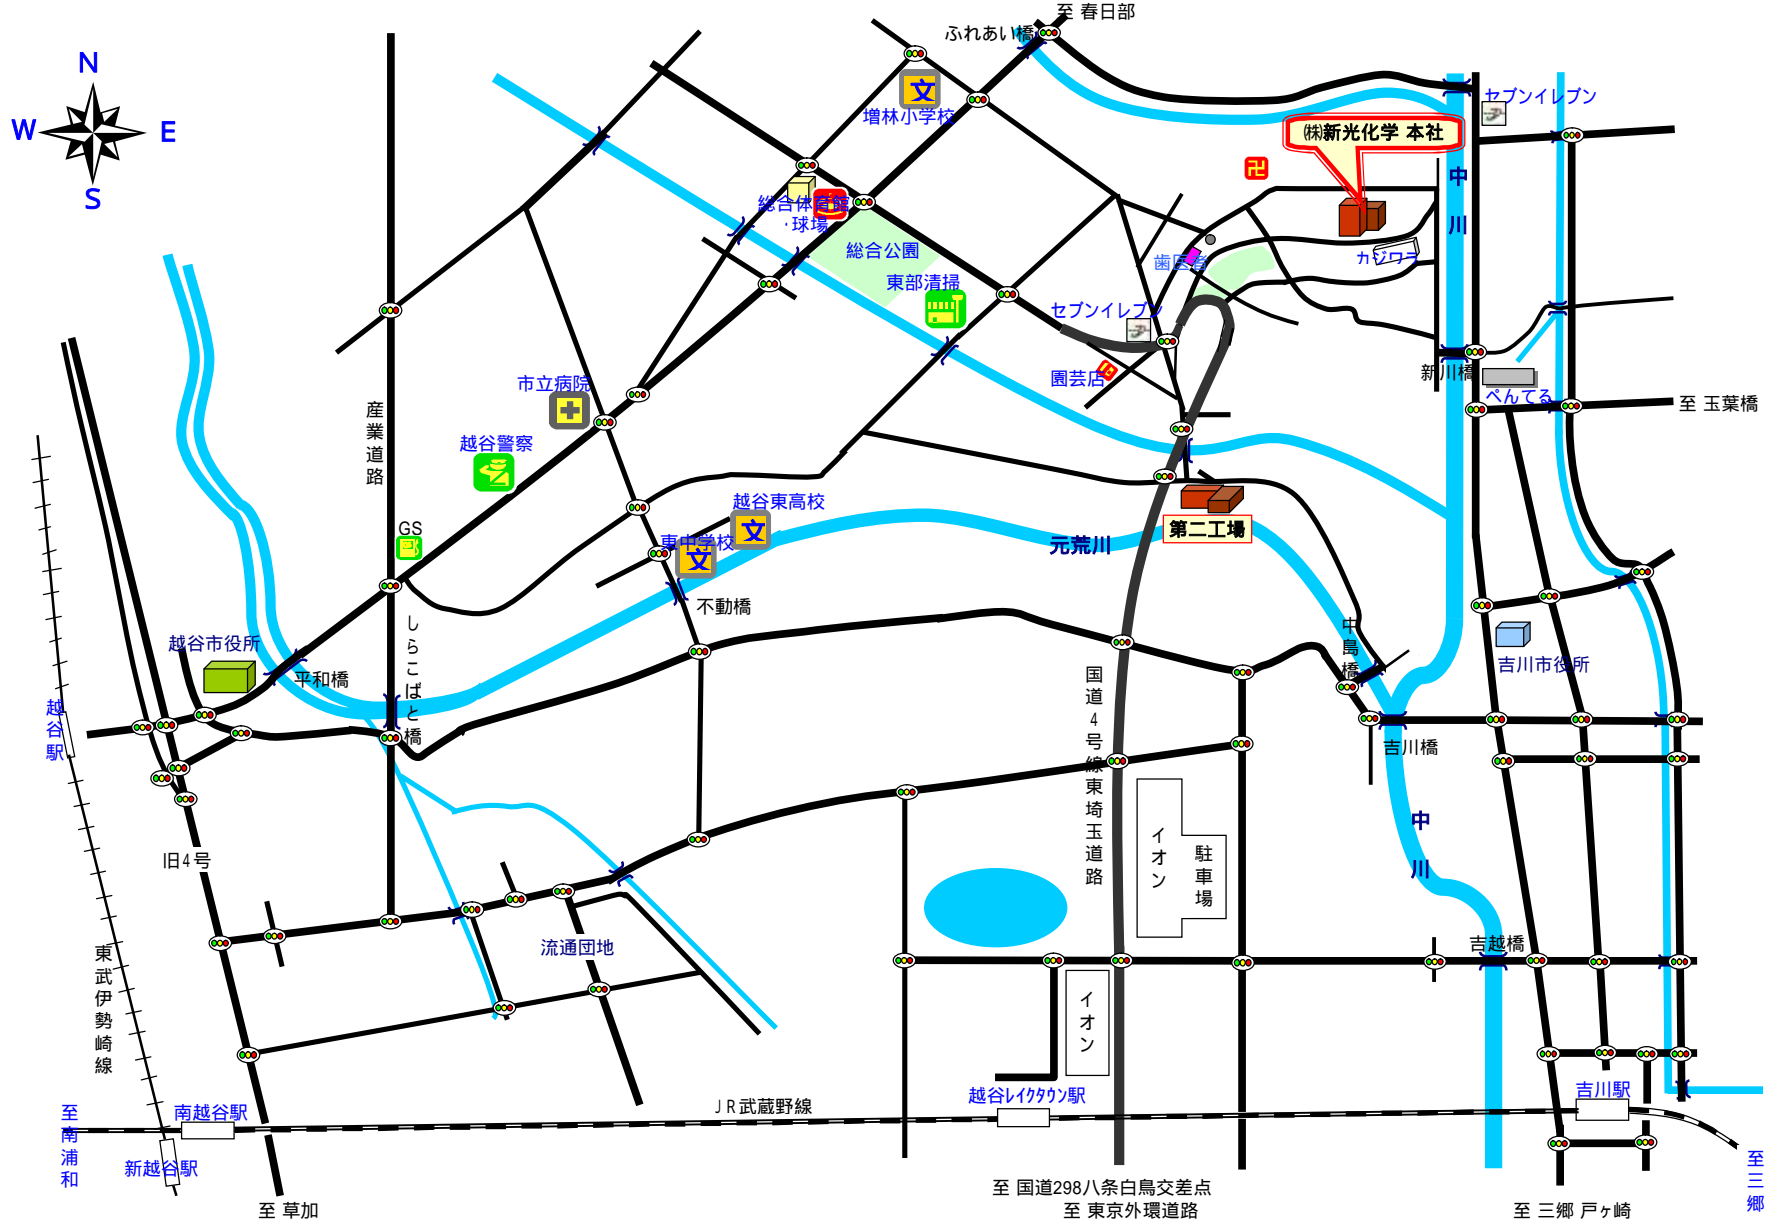 至 春日部
ふれあい橋
N
W
E
S
セブンイレブン
増林小学校
文
㈱新光化学 本社
卍
中川
総合体育館
・球場
総合公園
東部清掃
歯医者
カジワラ
セブンイレブン
園芸店
新川橋
ぺんてる
至 玉葉橋
市立病院
産業道路
越谷警察
越谷東高校
文
東中学校
文
GS
元荒川
第二工場
不動橋
しらこばと橋
越谷市役所
平和橋
中島橋
吉川市役所
越谷駅
国道4号線東埼玉道路
吉川橋
イオン
駐車場
中川
旧4号
流通団地
吉越橋
東武伊勢崎線
イオン
越谷ﾚｲｸﾀｳﾝ駅
吉川駅
至南浦和
南越谷駅
JR武蔵野線
新越谷駅
至三郷
至 草加
至 国道298八条白鳥交差点
至 東京外環道路
至 三郷 戸ヶ崎